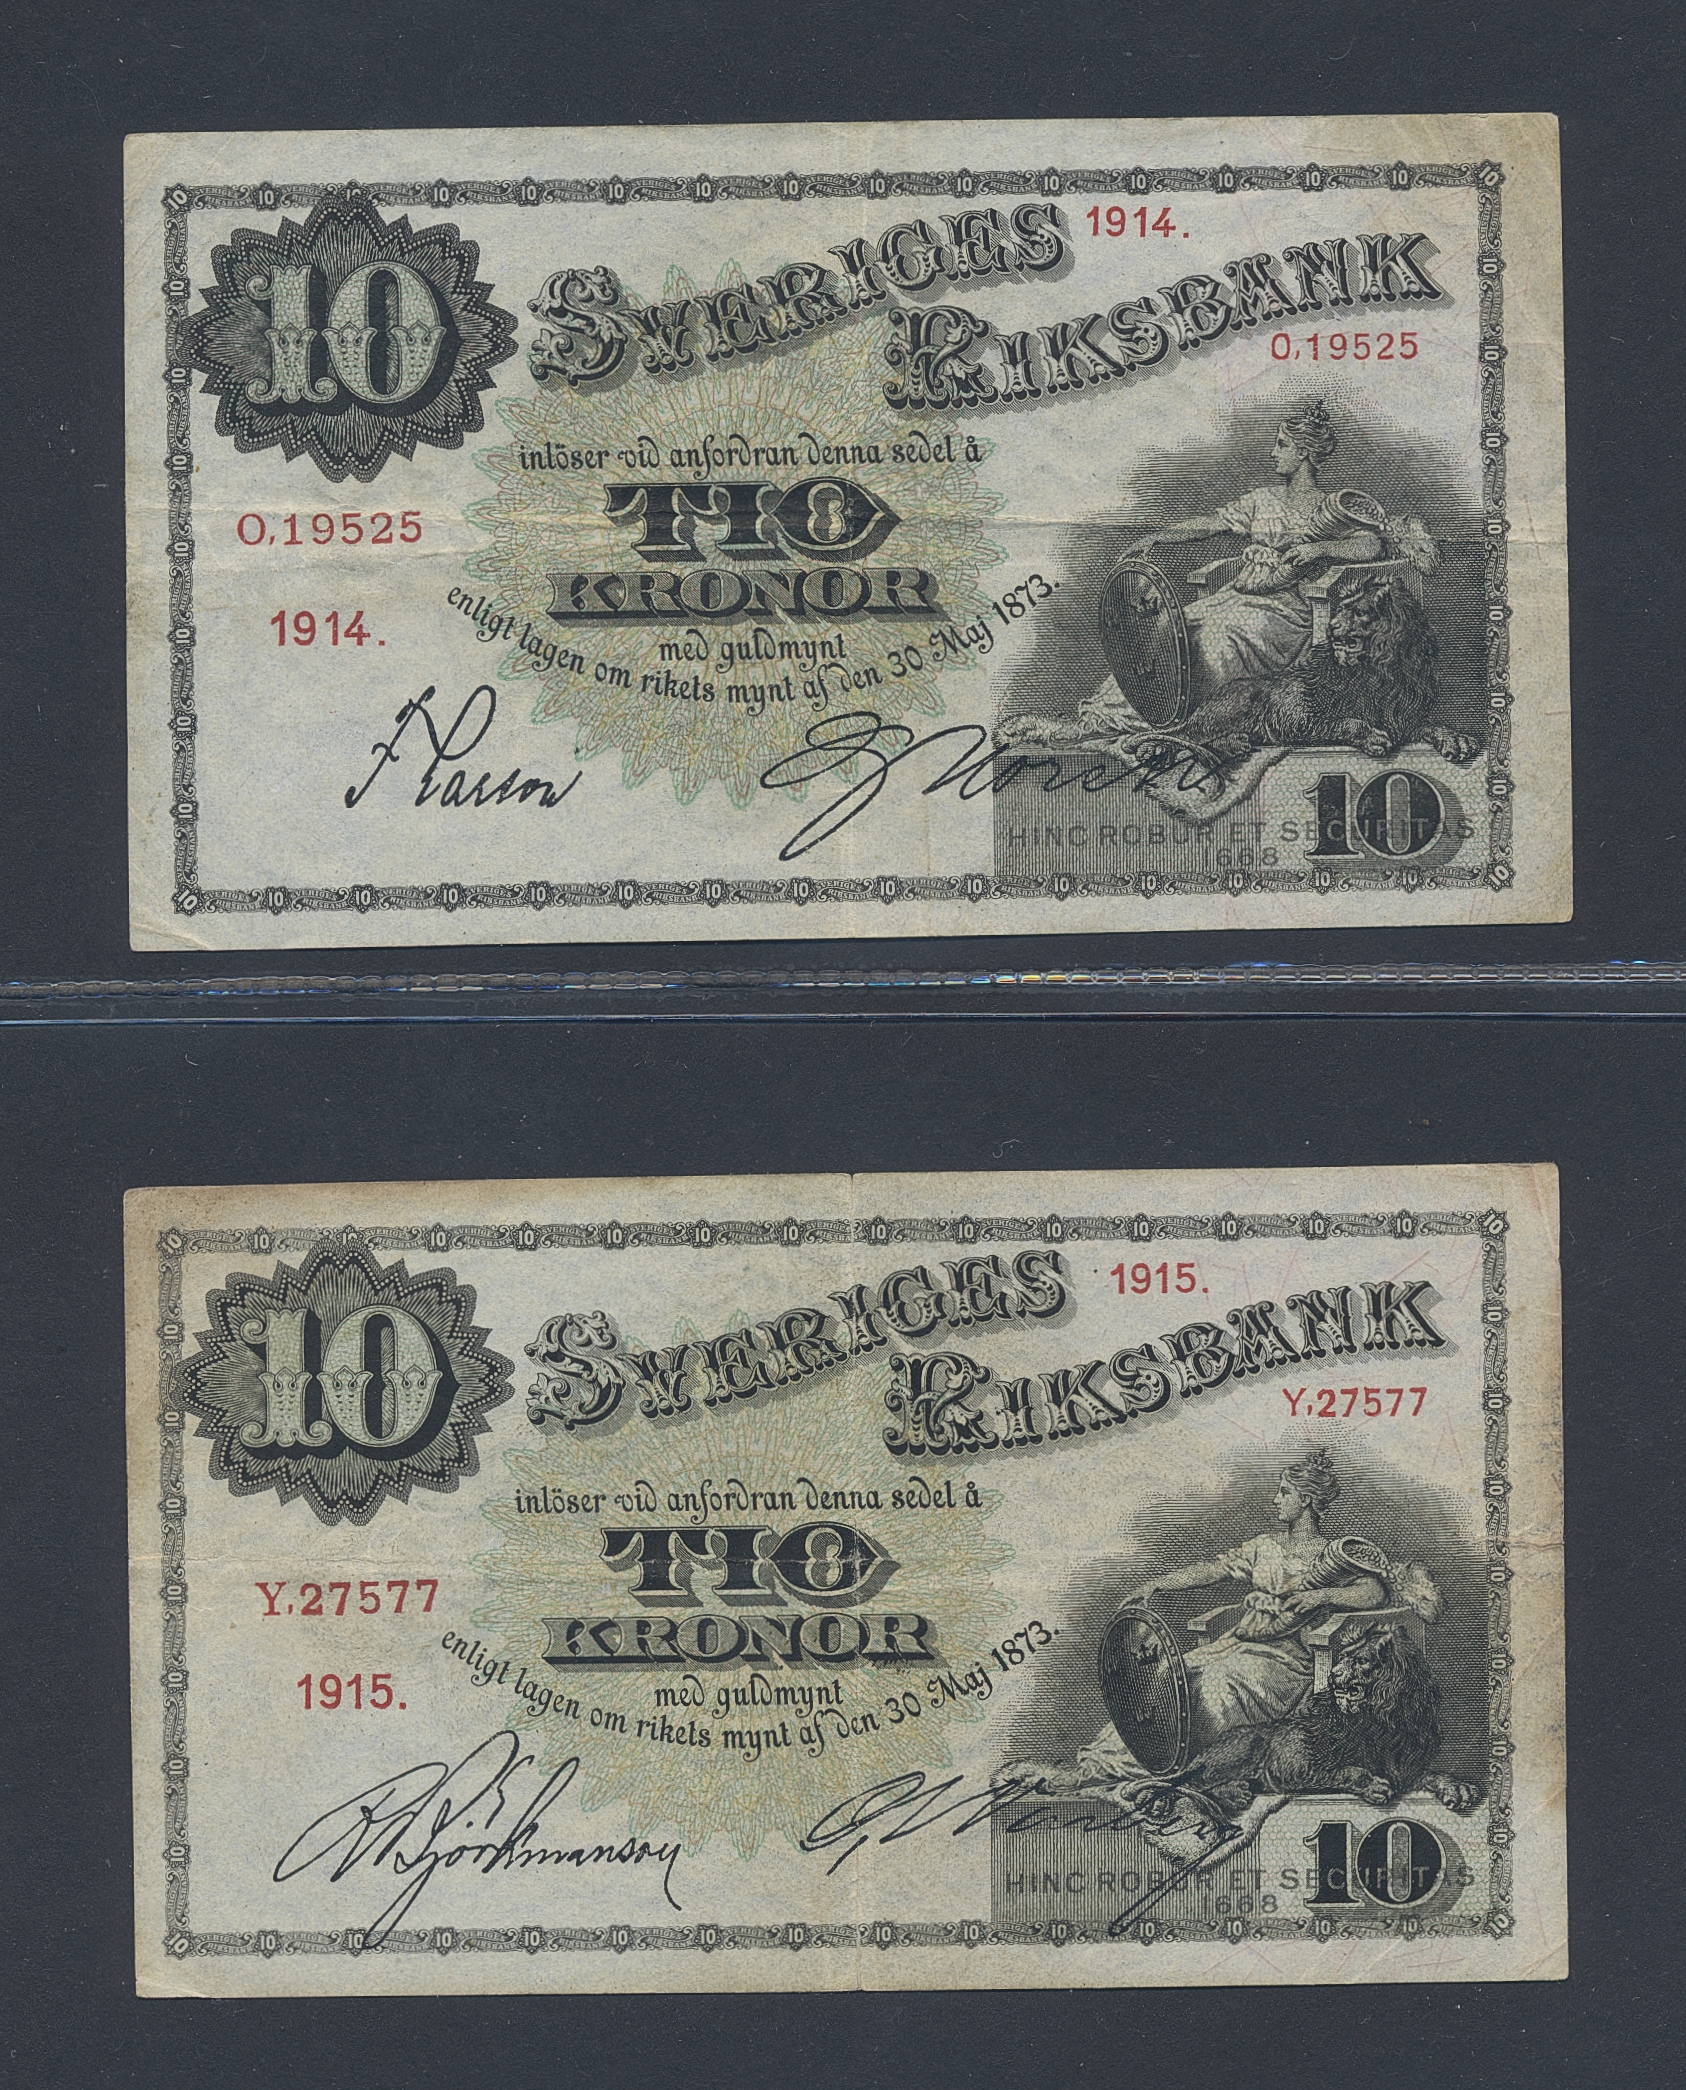 10
SVERIGES
1914.
RIKSBANK
O,19525
inlöser vid anfordran denna sedel å
TIO
O,19525
KRONOR
1914.
med guldmynt
enligt lagen om rikets mynt af den 30 Maj 1873.
HINC ROBUR ET SECURITAS
1668
10
10
SVERIGES
1915.
RIKSBANK
Y,27577
inlöser vid anfordran denna sedel å
TIO
Y,27577
KRONOR
1915.
med guldmynt
enligt lagen om rikets mynt af den 30 Maj 1873.
HINC ROBUR ET SECURITAS
1668
10